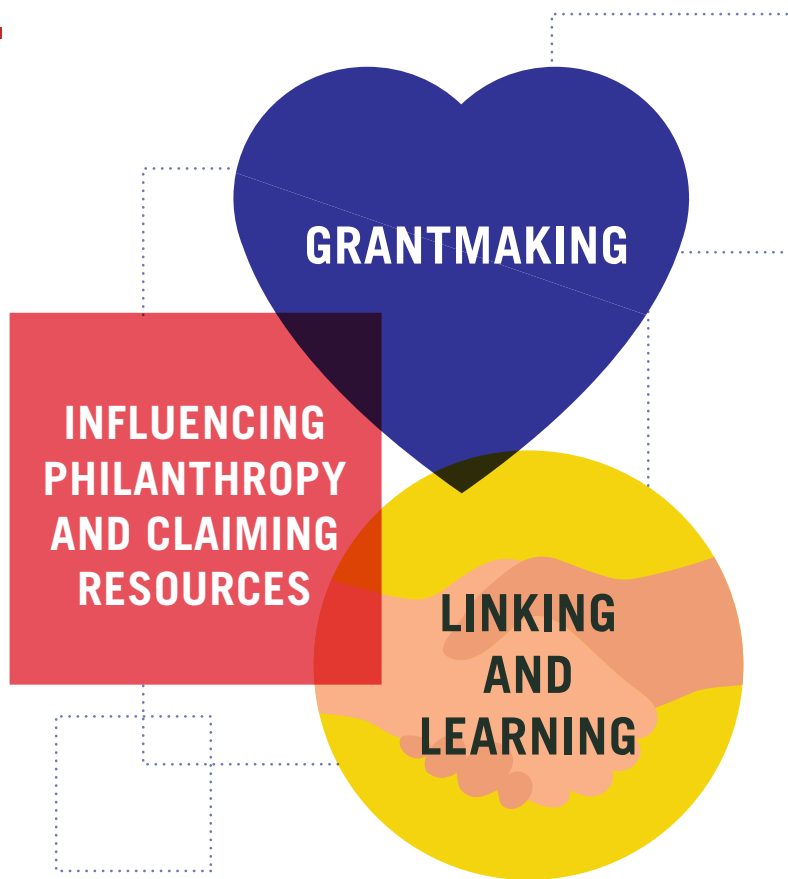 GRANTMAKING
INFLUENCING
PHILANTHROPY
AND CLAIMING
RESOURCES
LINKING
AND
LEARNING